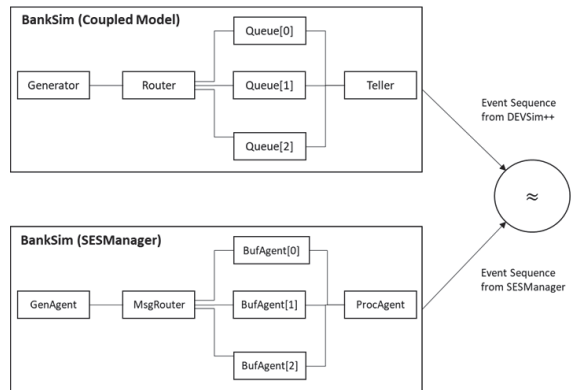 BankSim (Coupled Model)
Queue[0]
Generator
Router
Queue[1]
Teller
Queue[2]
Event Sequence
from DEVSim++
≈
BankSim (SESManager)
BufAgent[0]
GenAgent
MsgRouter
BufAgent[1]
ProcAgent
BufAgent[2]
Event Sequence
from SESManager